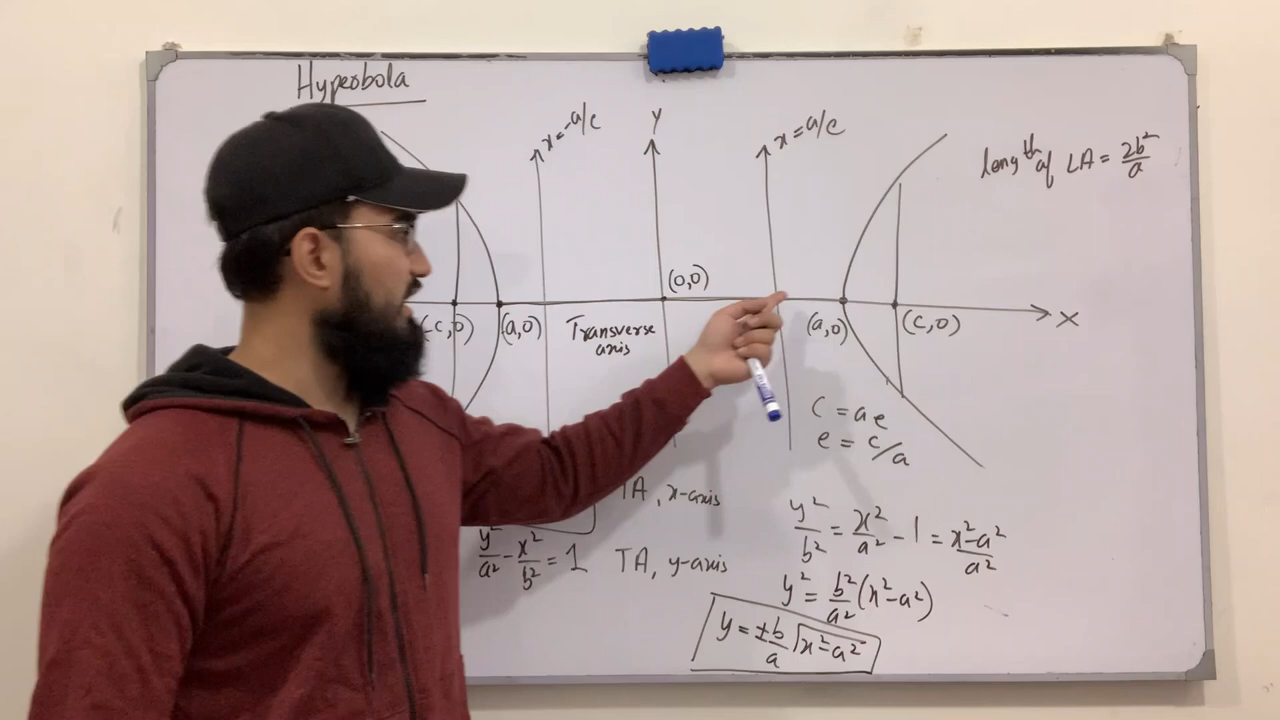 Hyperbola
x=-a/c
Y
x=a/c
length of LA = 2b²/a
(0,0)
(-c,0)
(a,0)
Transverse
axis
(a,0)
(c,0)
X
c = ae
e = c/a
TA, x-axis
y²/a² - x²/b² = 1 TA, y-axis
y²/b² = x²/a² - 1 = x²-a²/a²
y² = b²/a² (x²-a²)
y = ±b/a √x²-a²